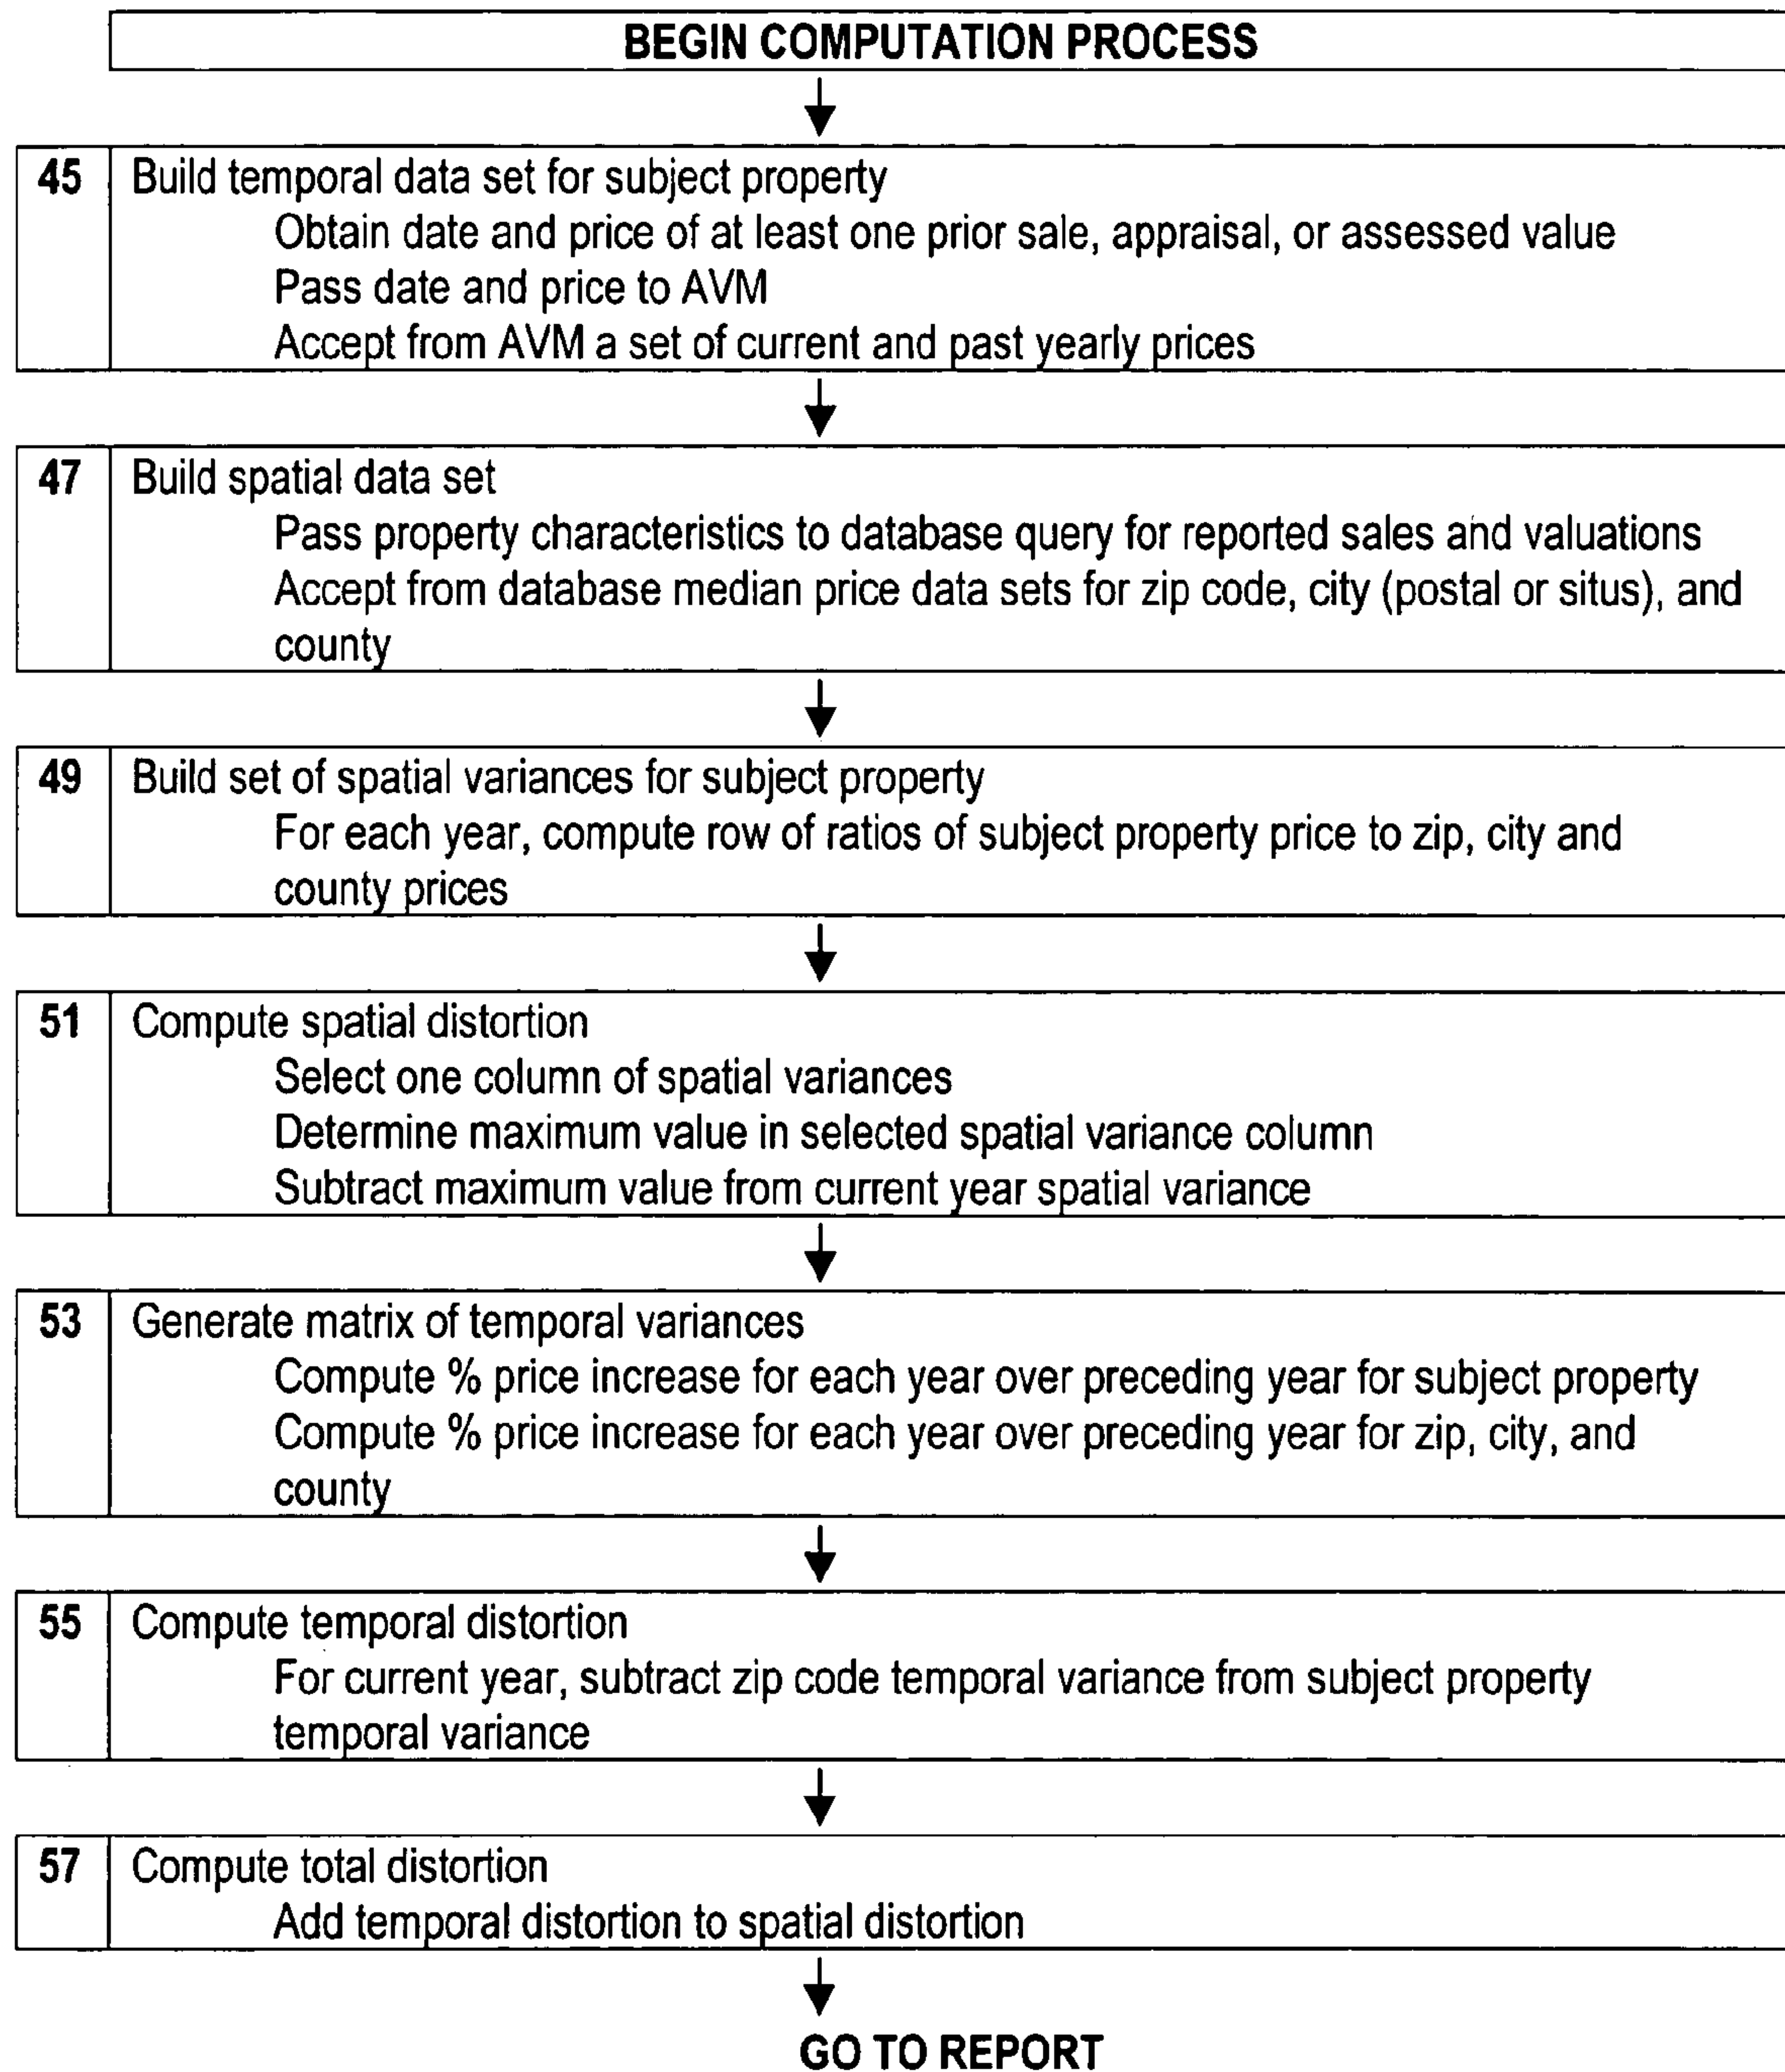 BEGIN COMPUTATION PROCESS
45 Build temporal data set for subject property
Obtain date and price of at least one prior sale, appraisal, or assessed value
Pass date and price to AVM
Accept from AVM a set of current and past yearly prices
47 Build spatial data set
Pass property characteristics to database query for reported sales and valuations
Accept from database median price data sets for zip code, city (postal or situs), and
county
49 Build set of spatial variances for subject property
For each year, compute row of ratios of subject property price to zip, city and
county prices
51 Compute spatial distortion
Select one column of spatial variances
Determine maximum value in selected spatial variance column
Subtract maximum value from current year spatial variance
53 Generate matrix of temporal variances
Compute % price increase for each year over preceding year for subject property
Compute % price increase for each year over preceding year for zip, city, and
county
55 Compute temporal distortion
For current year, subtract zip code temporal variance from subject property
temporal variance
57 Compute total distortion
Add temporal distortion to spatial distortion
GO TO REPORT